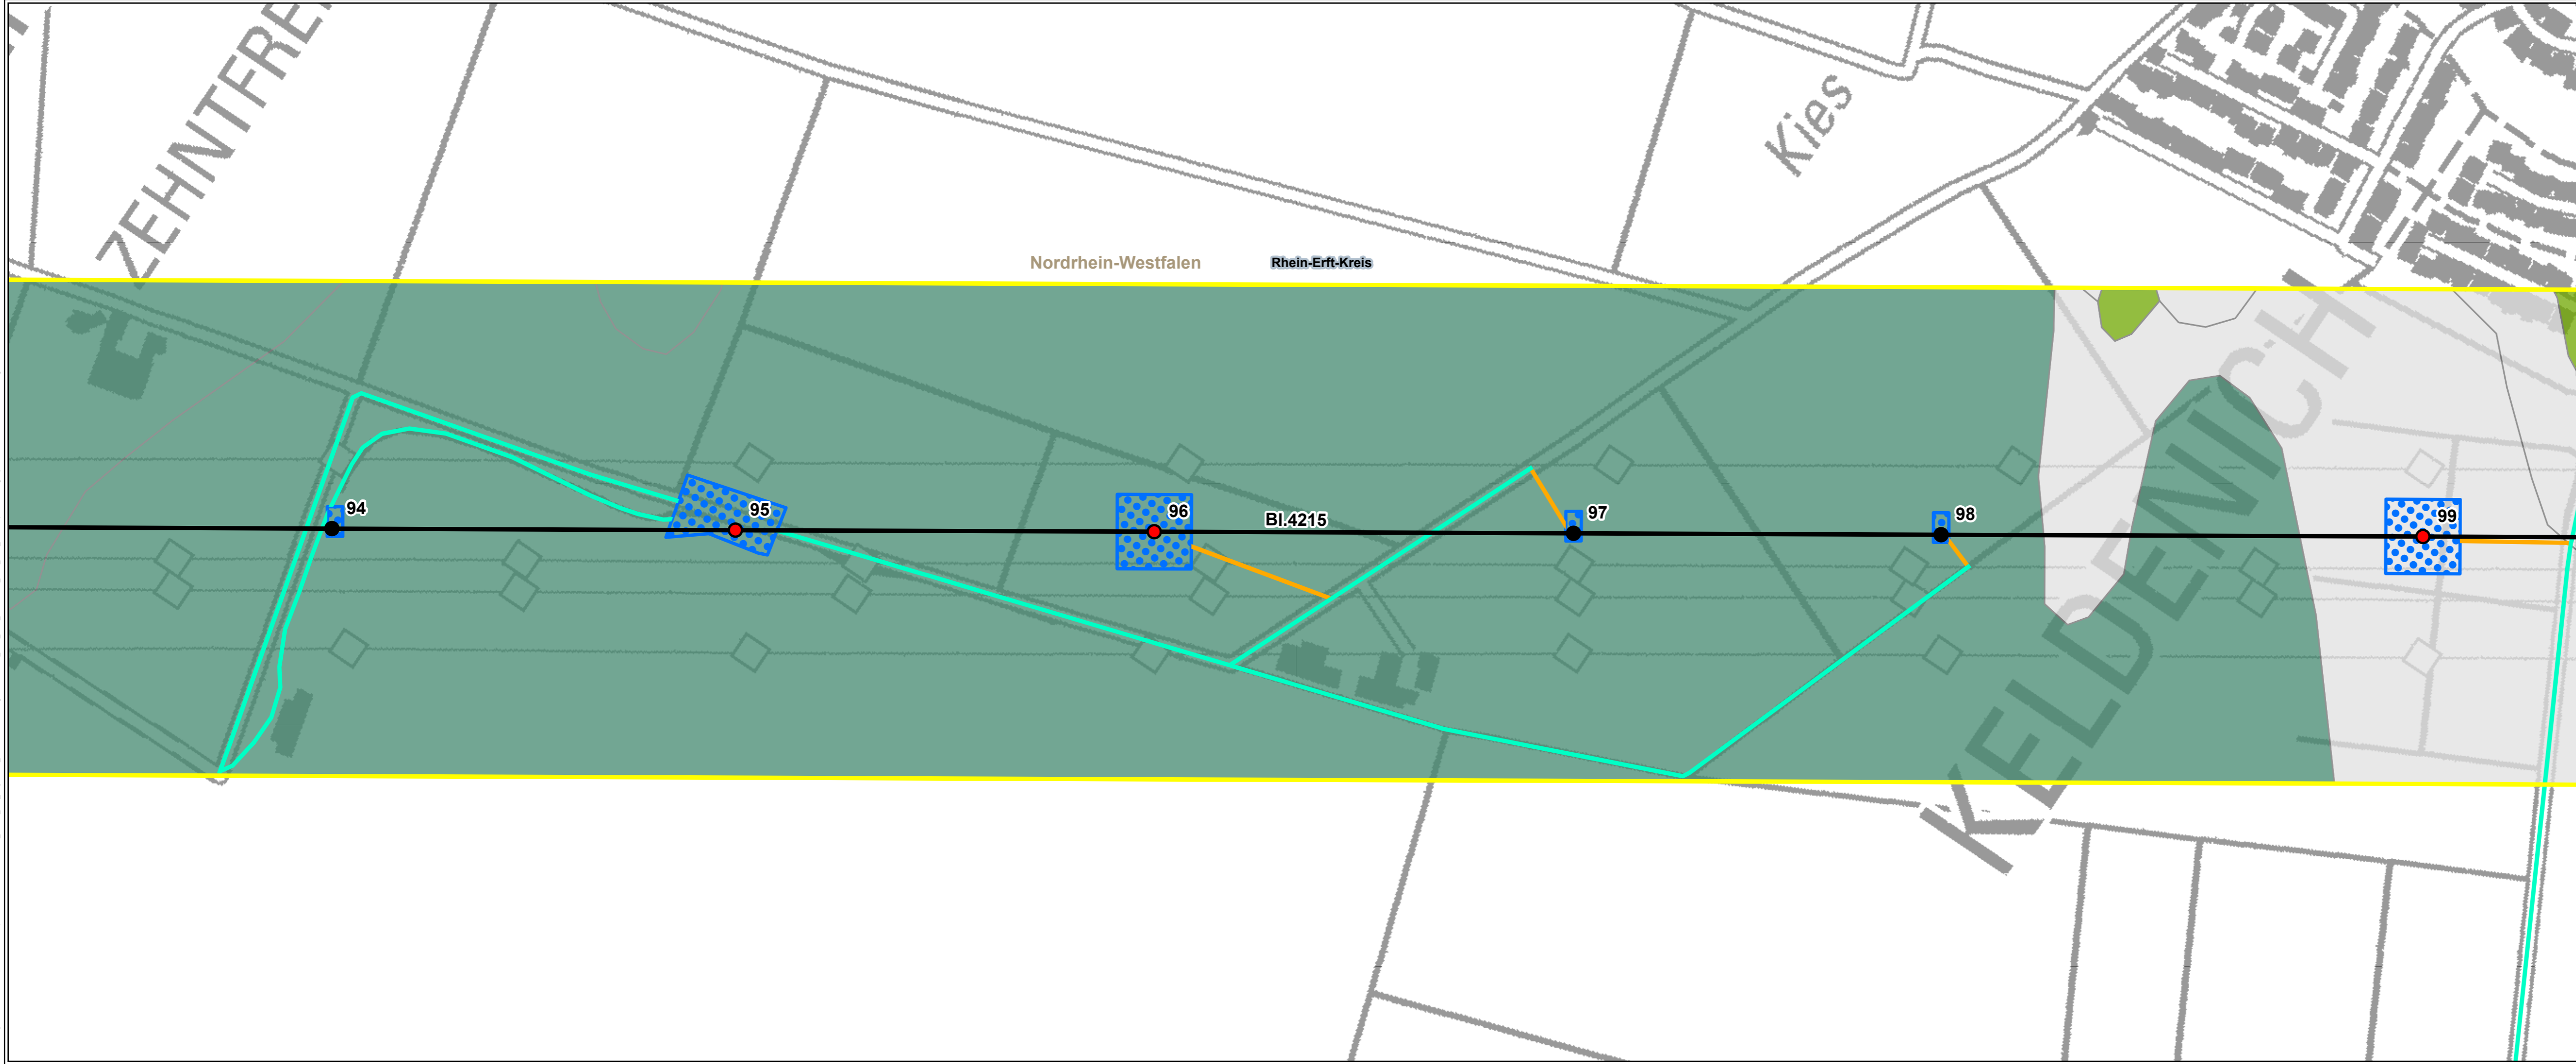 ZEHNTFRE
Kies
Nordrhein-Westfalen
Rhein-Erft-Kreis
94
95
96
Bl.4215
97
98
99
KELDENICH